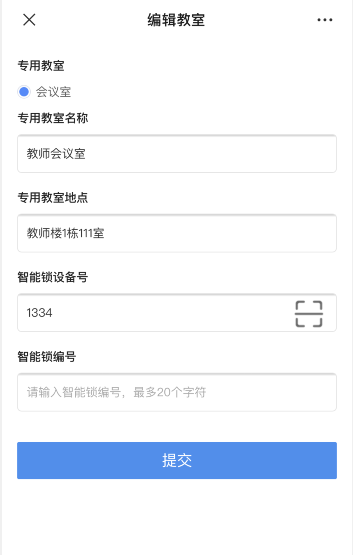 编辑教室
专用教室
会议室
专用教室名称
教师会议室
专用教室地点
教师楼1栋111室
智能锁设备号
1334
智能锁编号
请输入智能锁编号，最多20个字符
提交